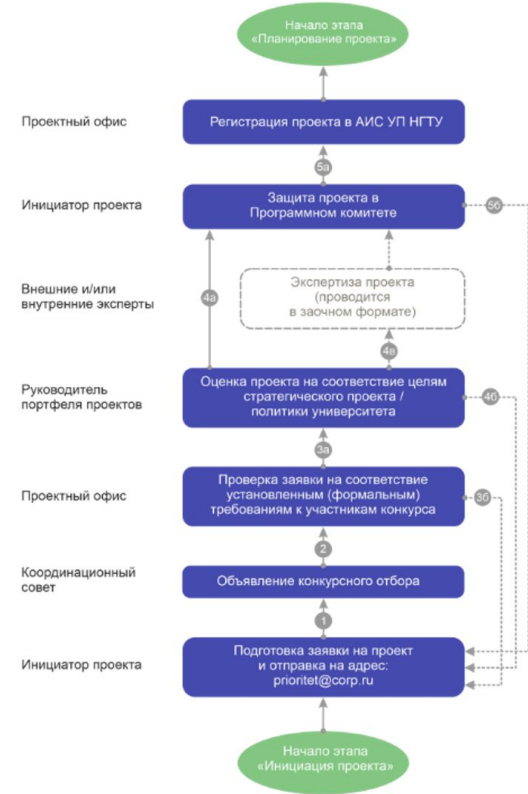 Начало этапа
«Планирование проекта»
Проектный офис
Регистрация проекта в АИС УП НГТУ
5а
Инициатор проекта
Защита проекта в
Программном комитете
5б
Внешние и/или
внутренние эксперты
4а
Экспертиза проекта
(проводится
в заочном формате)
4в
Руководитель
портфеля проектов
Оценка проекта на соответствие целям
стратегического проекта /
политики университета
4б
3а
Проектный офис
Проверка заявки на соответствие
установленным (формальным)
требованиям к участникам конкурса
3б
2
Координационный
совет
Объявление конкурсного отбора
1
Инициатор проекта
Подготовка заявки на проект
и отправка на адрес:
prioritet@corp.ru
Начало этапа
«Инициация проекта»